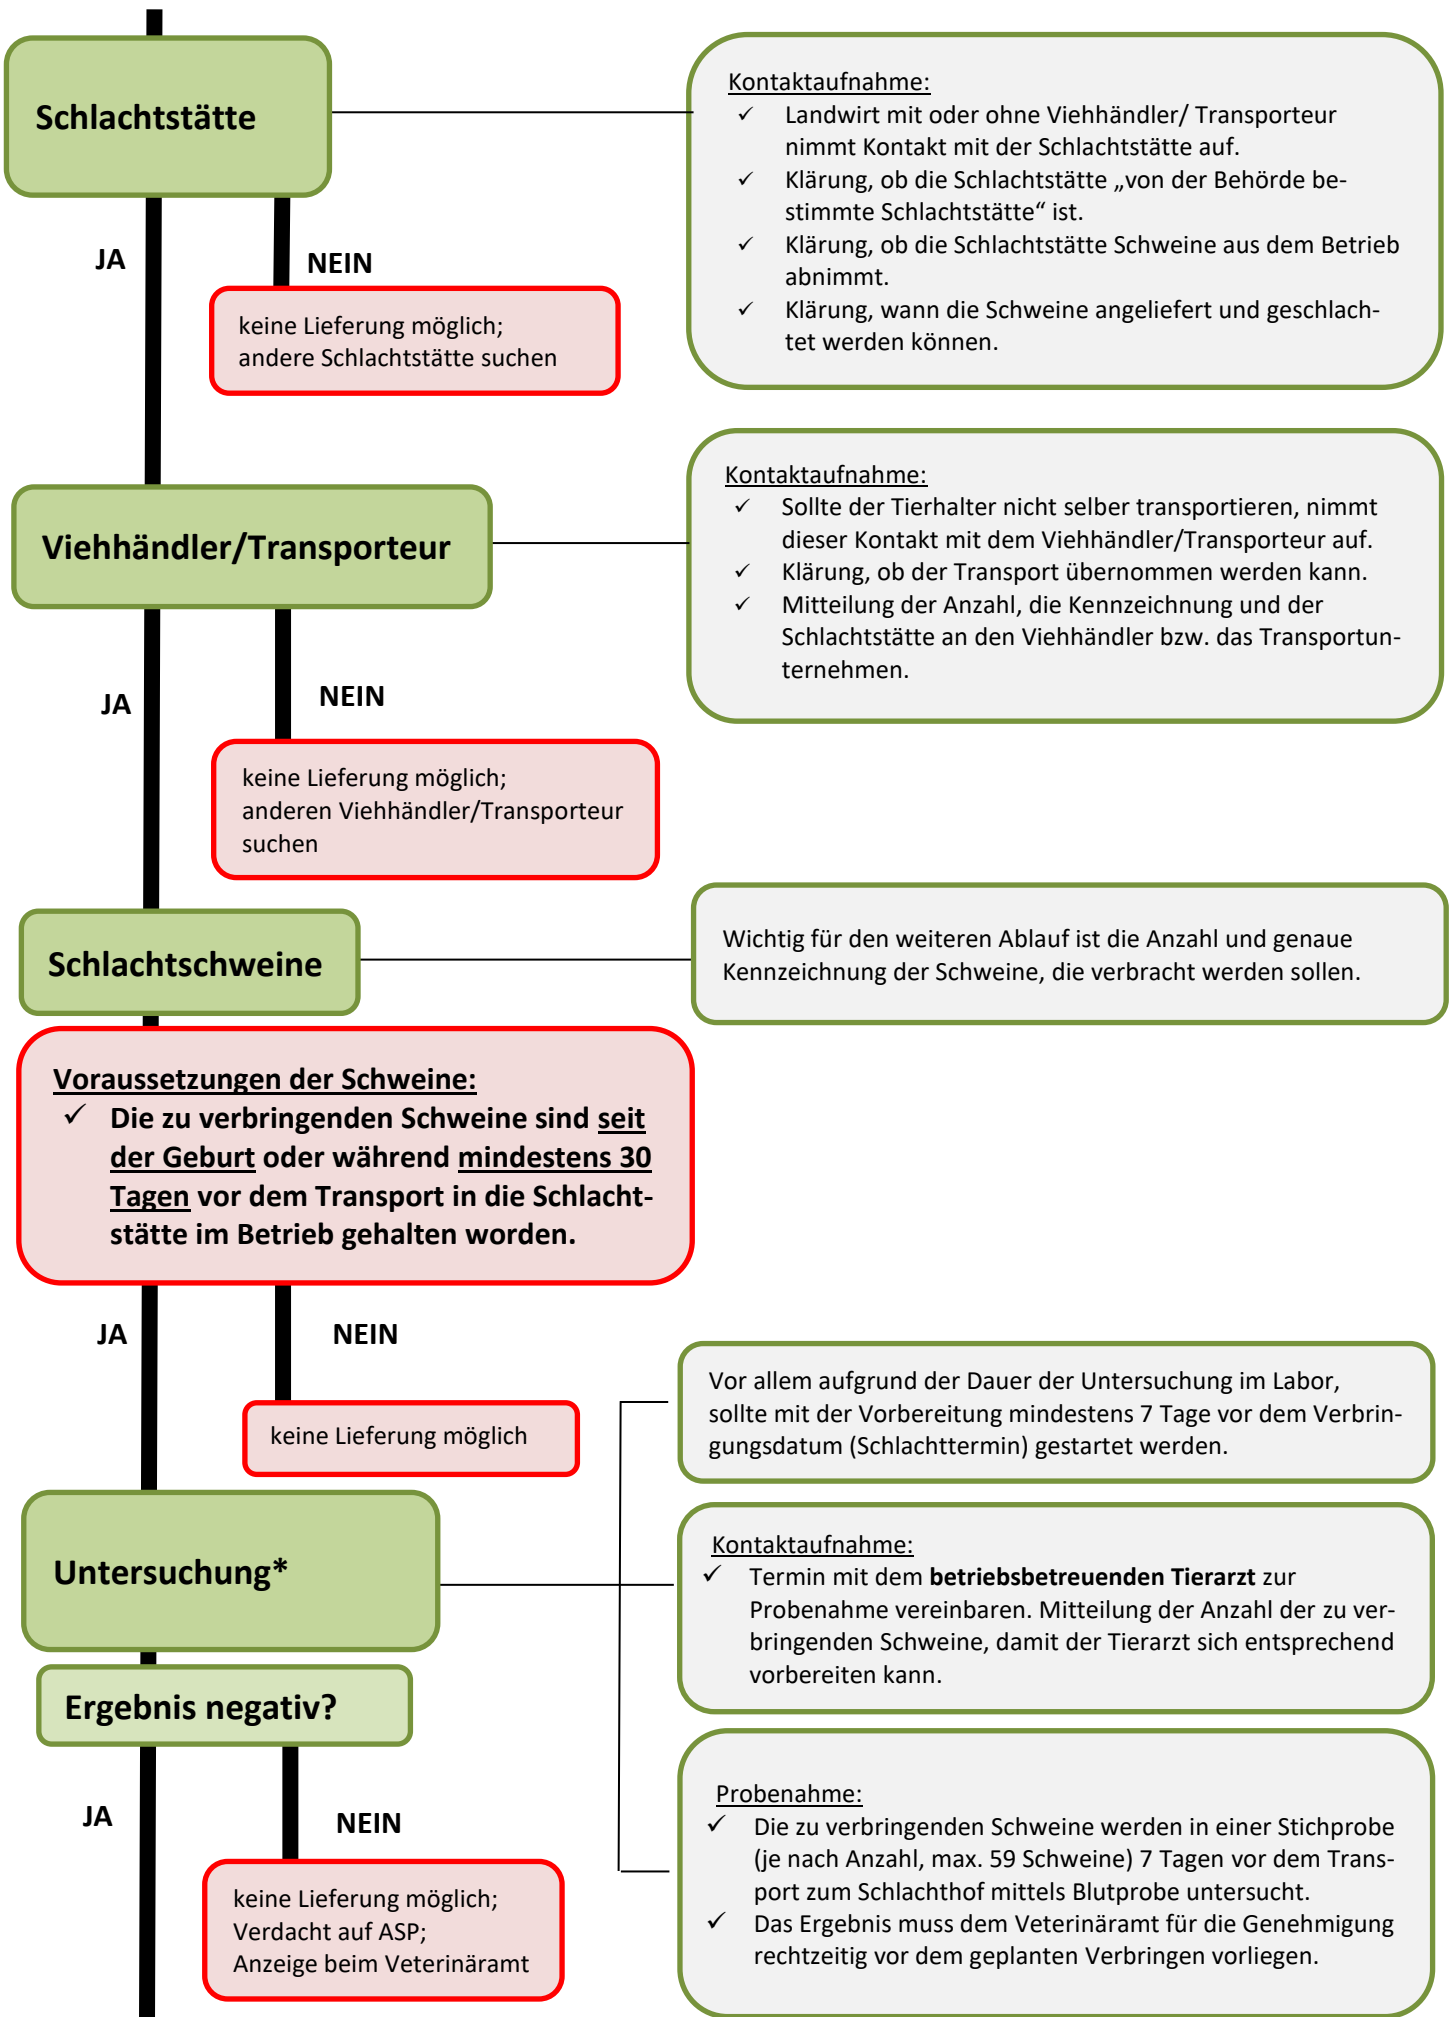 Schlachtstätte
Kontaktaufnahme:
✓ Landwirt mit oder ohne Viehhändler/ Transporteur
nimmt Kontakt mit der Schlachtstätte auf.
✓ Klärung, ob die Schlachtstätte „von der Behörde be-
stimmte Schlachtstätte“ ist.
✓ Klärung, ob die Schlachtstätte Schweine aus dem Betrieb
abnimmt.
✓ Klärung, wann die Schweine angeliefert und geschlach-
tet werden können.
JA
NEIN
keine Lieferung möglich;
andere Schlachtstätte suchen
Viehhändler/Transporteur
Kontaktaufnahme:
✓ Sollte der Tierhalter nicht selber transportieren, nimmt
dieser Kontakt mit dem Viehhändler/Transporteur auf.
✓ Klärung, ob der Transport übernommen werden kann.
✓ Mitteilung der Anzahl, die Kennzeichnung und der
Schlachtstätte an den Viehhändler bzw. das Transportun-
ternehmen.
JA
NEIN
keine Lieferung möglich;
anderen Viehhändler/Transporteur
suchen
Schlachtschweine
Wichtig für den weiteren Ablauf ist die Anzahl und genaue
Kennzeichnung der Schweine, die verbracht werden sollen.
Voraussetzungen der Schweine:
✓ Die zu verbringenden Schweine sind seit
der Geburt oder während mindestens 30
Tagen vor dem Transport in die Schlacht-
stätte im Betrieb gehalten worden.
JA
NEIN
keine Lieferung möglich
Vor allem aufgrund der Dauer der Untersuchung im Labor,
sollte mit der Vorbereitung mindestens 7 Tage vor dem Verbrin-
gungsdatum (Schlachttermin) gestartet werden.
Untersuchung*
Kontaktaufnahme:
✓ Termin mit dem betriebsbetreuenden Tierarzt zur
Probenahme vereinbaren. Mitteilung der Anzahl der zu ver-
bringenden Schweine, damit der Tierarzt sich entsprechend
vorbereiten kann.
Ergebnis negativ?
JA
NEIN
keine Lieferung möglich;
Verdacht auf ASP;
Anzeige beim Veterinäramt
Probenahme:
✓ Die zu verbringenden Schweine werden in einer Stichprobe
(je nach Anzahl, max. 59 Schweine) 7 Tagen vor dem Trans-
port zum Schlachthof mittels Blutprobe untersucht.
✓ Das Ergebnis muss dem Veterinäramt für die Genehmigung
rechtzeitig vor dem geplanten Verbringen vorliegen.